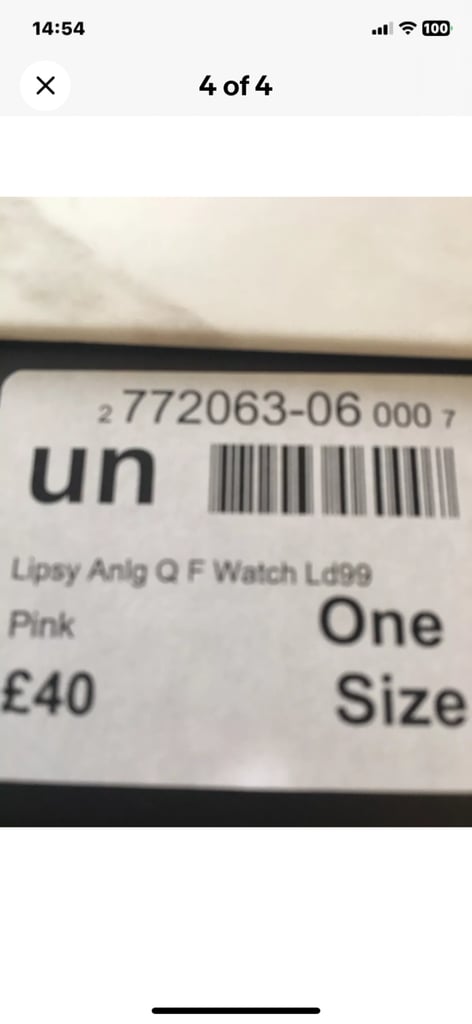 14:54
100
4 of 4
2 772063-06 000 7
un
Lipsy Anlg Q F Watch Ld99
Pink
One
£40
Size